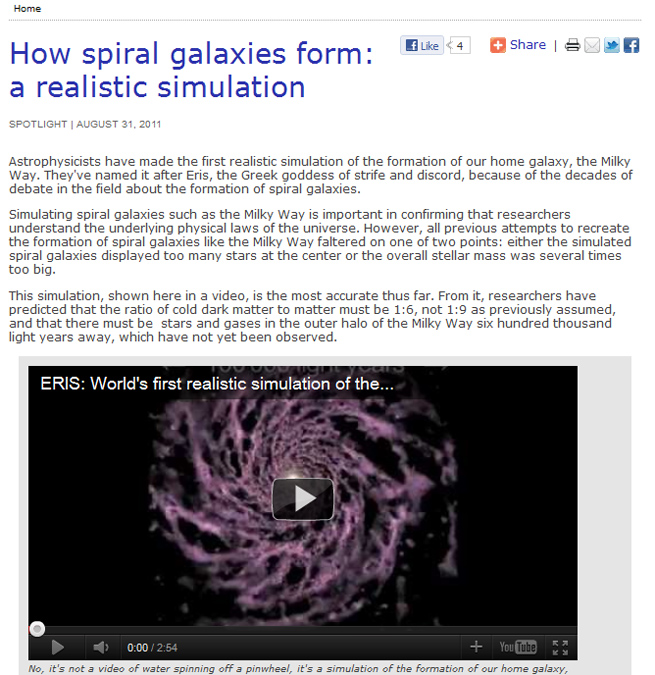 Home
How spiral galaxies form:
a realistic simulation
Like
4
Share |
SPOTLIGHT | AUGUST 31, 2011
Astrophysicists have made the first realistic simulation of the formation of our home galaxy, the Milky
Way. They've named it after Eris, the Greek goddess of strife and discord, because of the decades of
debate in the field about the formation of spiral galaxies.
Simulating spiral galaxies such as the Milky Way is important in confirming that researchers
understand the underlying physical laws of the universe. However, all previous attempts to recreate
the formation of spiral galaxies like the Milky Way faltered on one of two points: either the simulated
spiral galaxies displayed too many stars at the center or the overall stellar mass was several times
too big.
This simulation, shown here in a video, is the most accurate thus far. From it, researchers have
predicted that the ratio of cold dark matter to matter must be 1:6, not 1:9 as previously assumed,
and that there must be  stars and gases in the outer halo of the Milky Way six hundred thousand
light years away, which have not yet been observed.
ERIS: World's first realistic simulation of the...
0:00 / 2:54
YouTube
No, it's not a video of water spinning off a pinwheel, it's a simulation of the formation of our home galaxy,